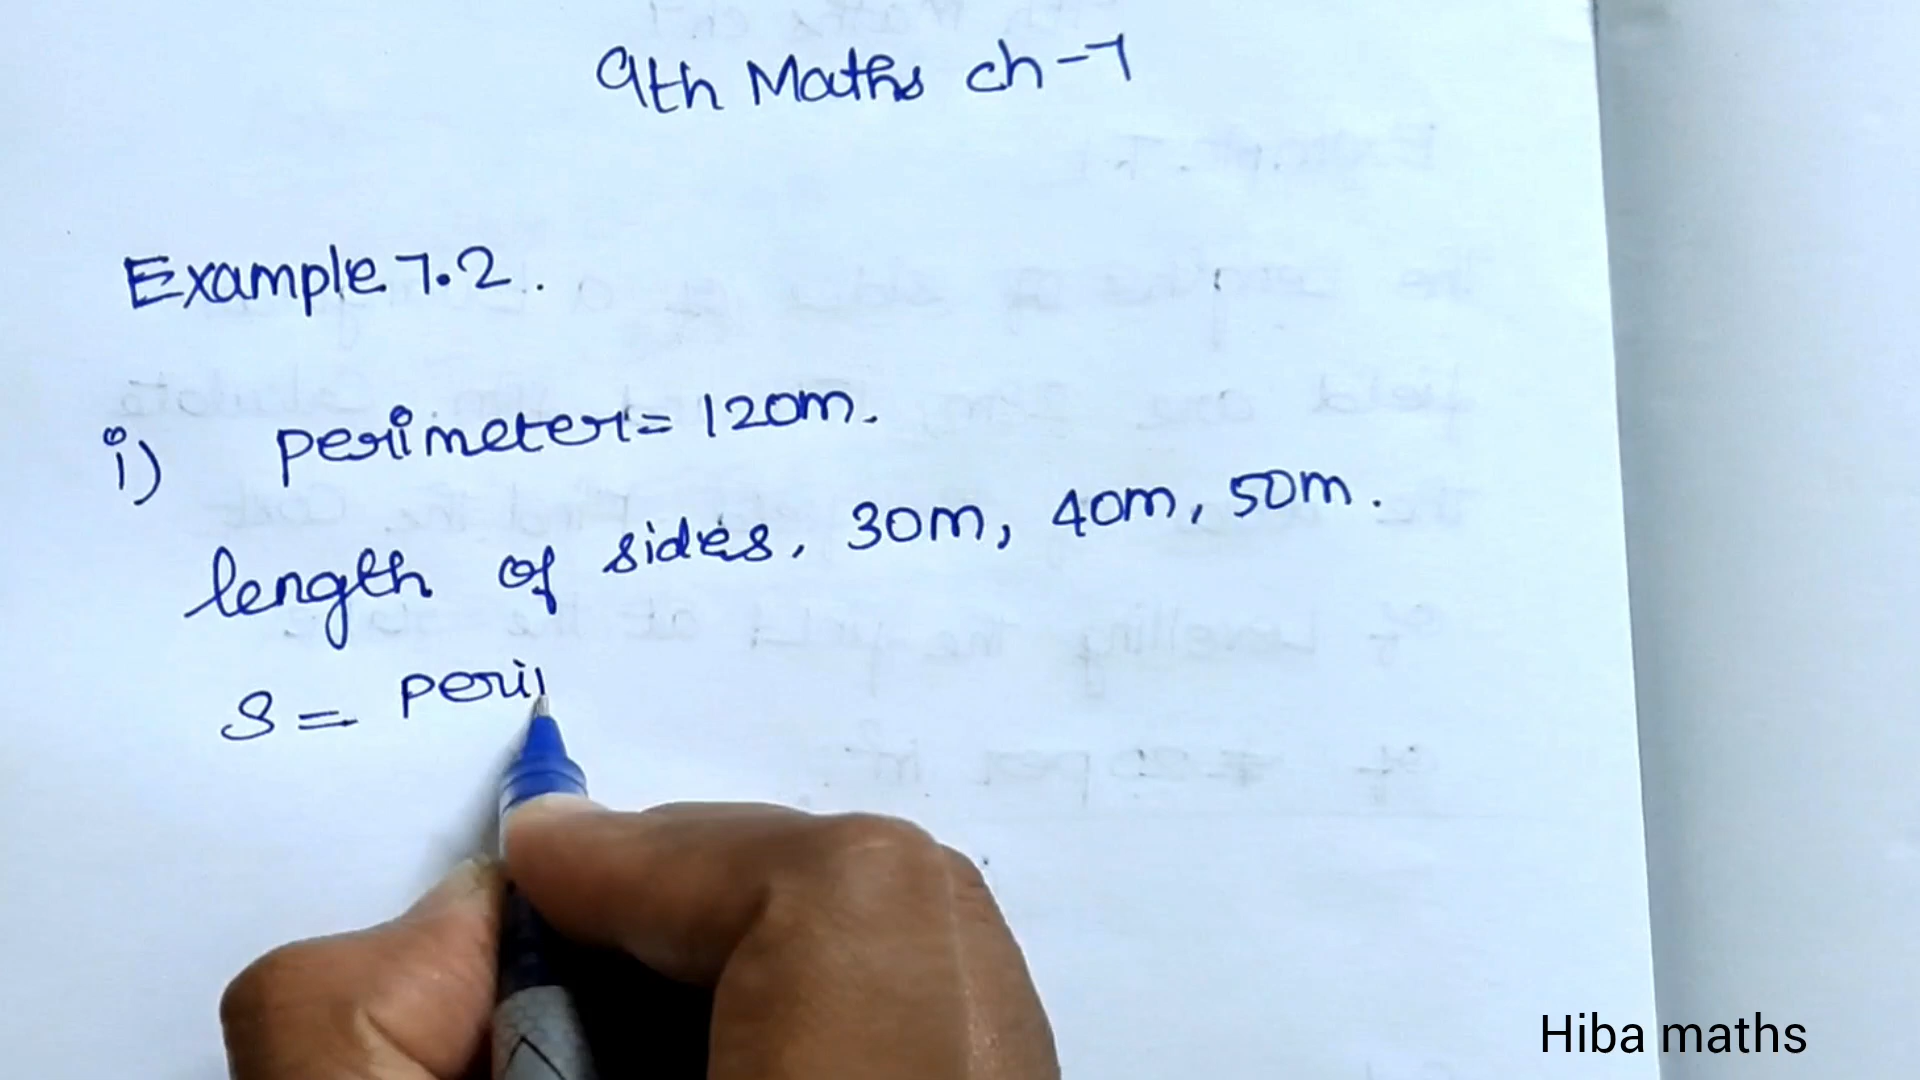 9th Maths ch-7
Example 7.2.
i) perimeter = 120m.
length of sides, 30m, 40m, 50m.
S = peri
Hiba maths